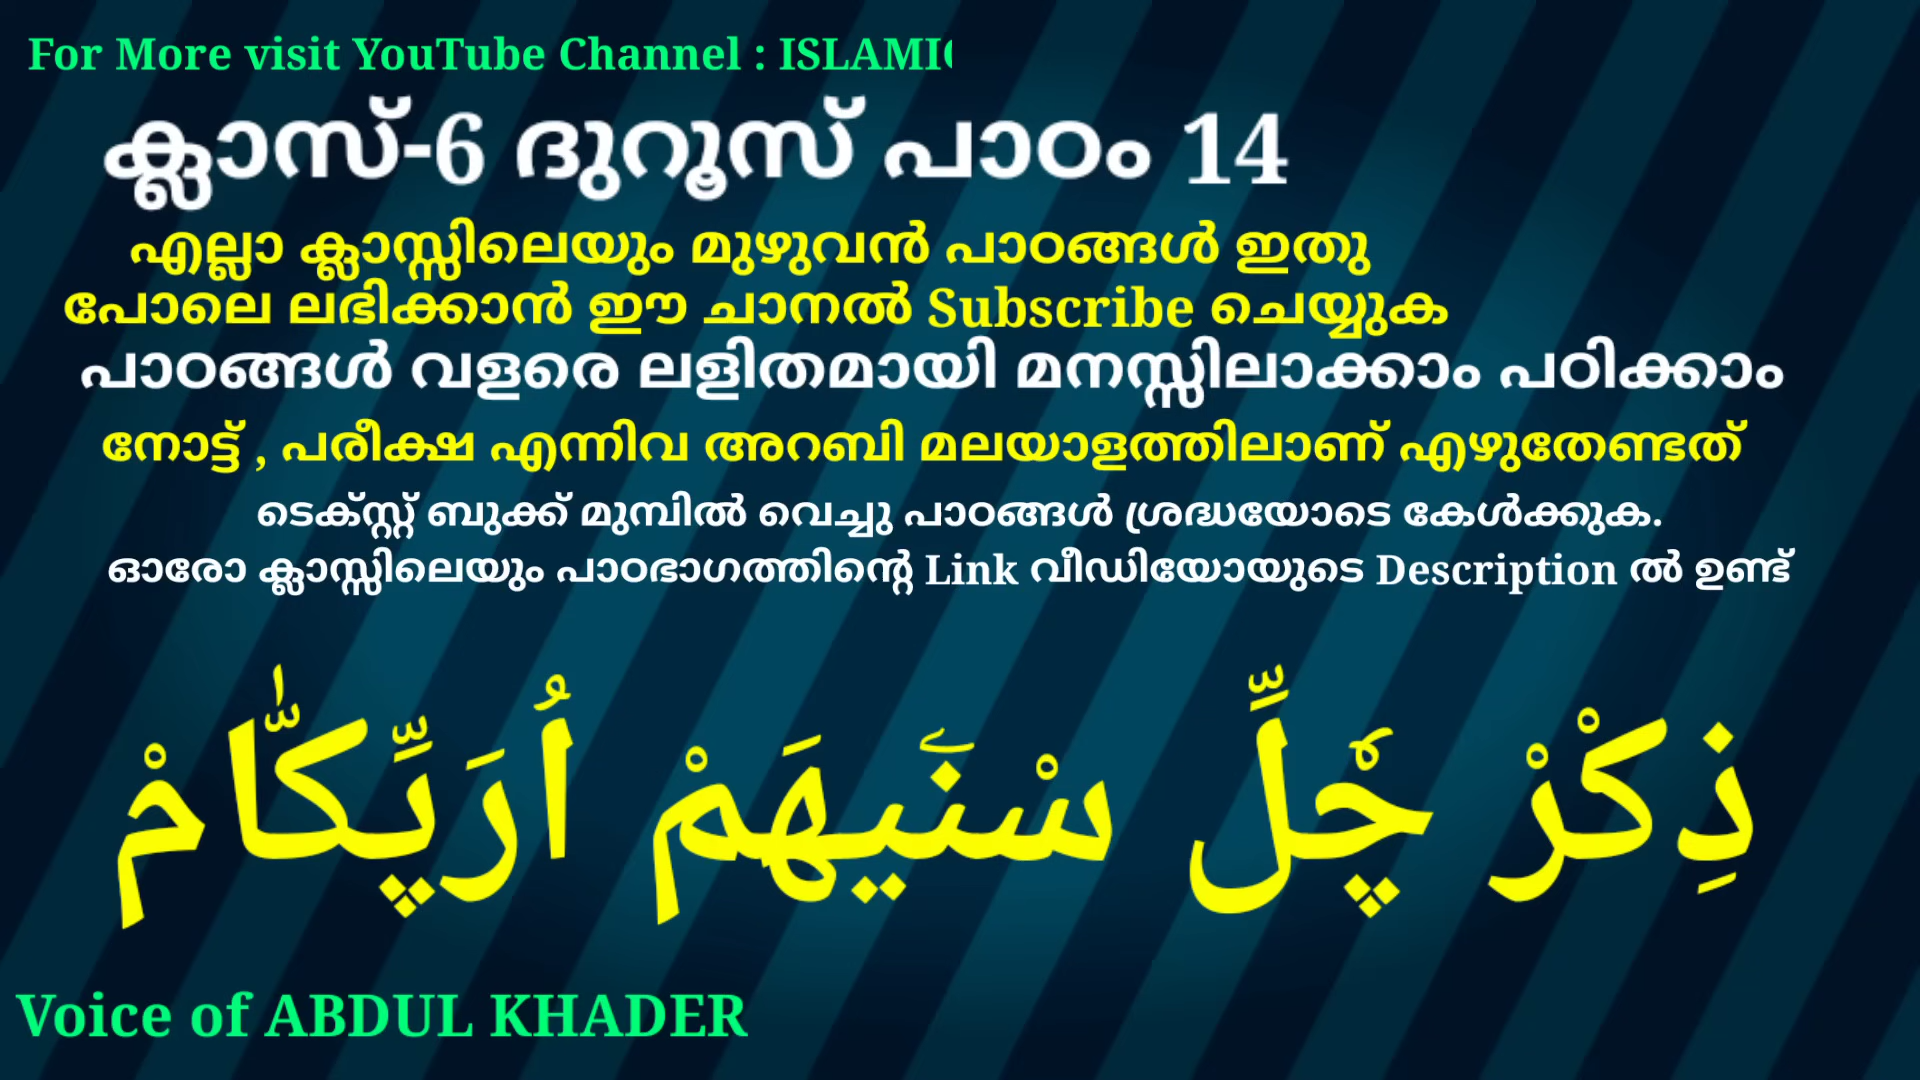 For More visit YouTube Channel : ISLAMIC
ക്ലാസ്-6 ദുറൂസ് പാഠം 14
എല്ലാ ക്ലാസ്സിലെയും മുഴുവൻ പാഠങ്ങൾ ഇതു
പോലെ ലഭിക്കാൻ ഈ ചാനൽ Subscribe ചെയ്യുക
പാഠങ്ങൾ വളരെ ലളിതമായി മനസ്സിലാക്കാം പഠിക്കാം
നോട്ട് , പരീക്ഷ എന്നിവ അറബി മലയാളത്തിലാണ് എഴുതേണ്ടത്
ടെക്സ്റ്റ് ബുക്ക് മുമ്പിൽ വെച്ചു പാഠങ്ങൾ ശ്രദ്ധയോടെ കേൾക്കുക.
ഓരോ ക്ലാസ്സിലെയും പാഠഭാഗത്തിന്റെ Link വീഡിയോയുടെ Description ൽ ഉണ്ട്
ذِكْرْ چٗلِّ سْنَيهَمْ أُرَپِّكّٰامْ
Voice of ABDUL KHADER